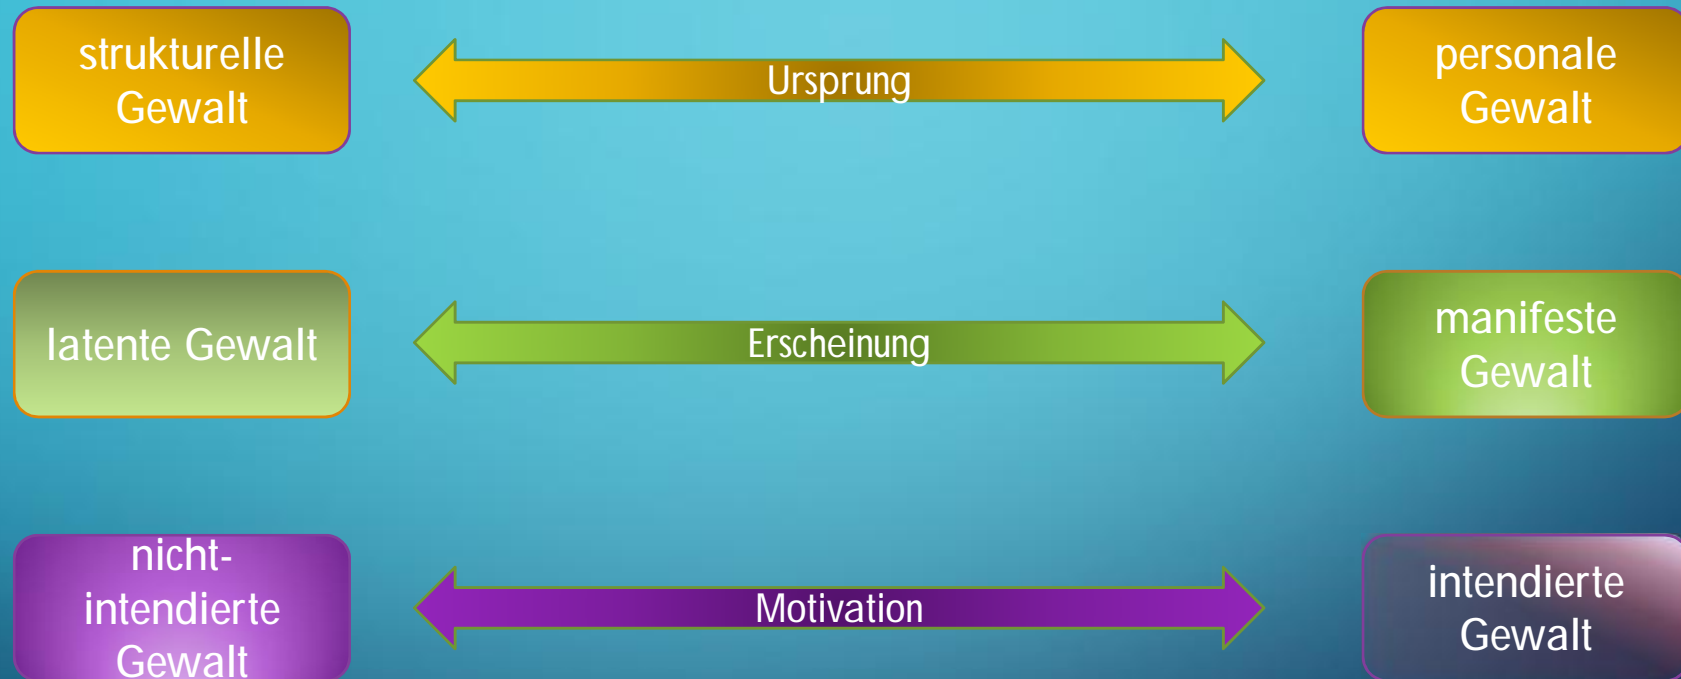 strukturelle
Gewalt
Ursprung
personale
Gewalt
latente Gewalt
Erscheinung
manifeste
Gewalt
nicht-
intendierte
Gewalt
Motivation
intendierte
Gewalt